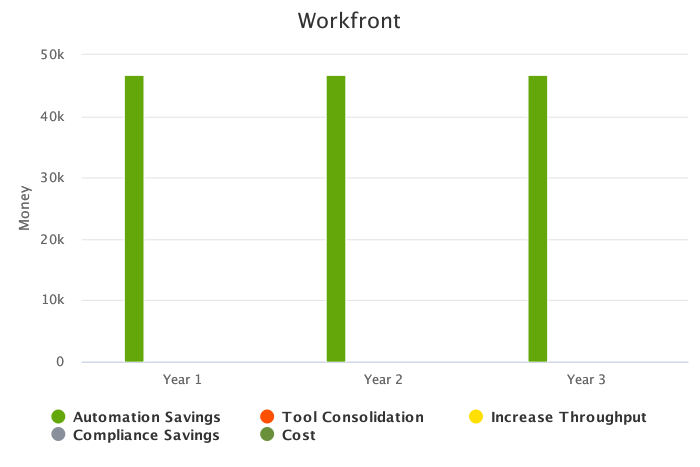 Workfront
50k
40k
30k
20k
10k
0
Money
Year 1 Year 2 Year 3
Automation Savings Tool Consolidation Increase Throughput
Compliance Savings Cost